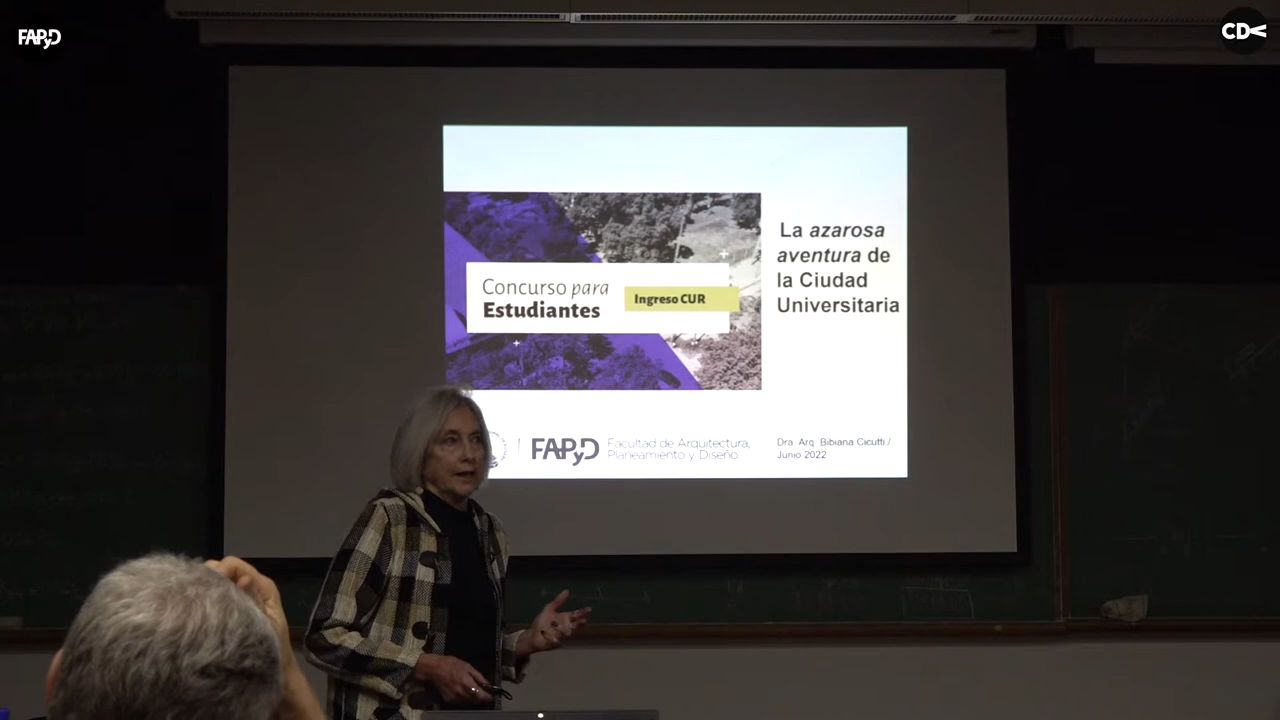 FAPyD
CDV
La azarosa
aventura de
la Ciudad
Universitaria
Concurso para
Estudiantes
Ingreso CUR
FAPyD
Facultad de Arquitectura,
Planeamiento y Diseño
Dra. Arq. Bibiana Cicutti./
Junio 2022